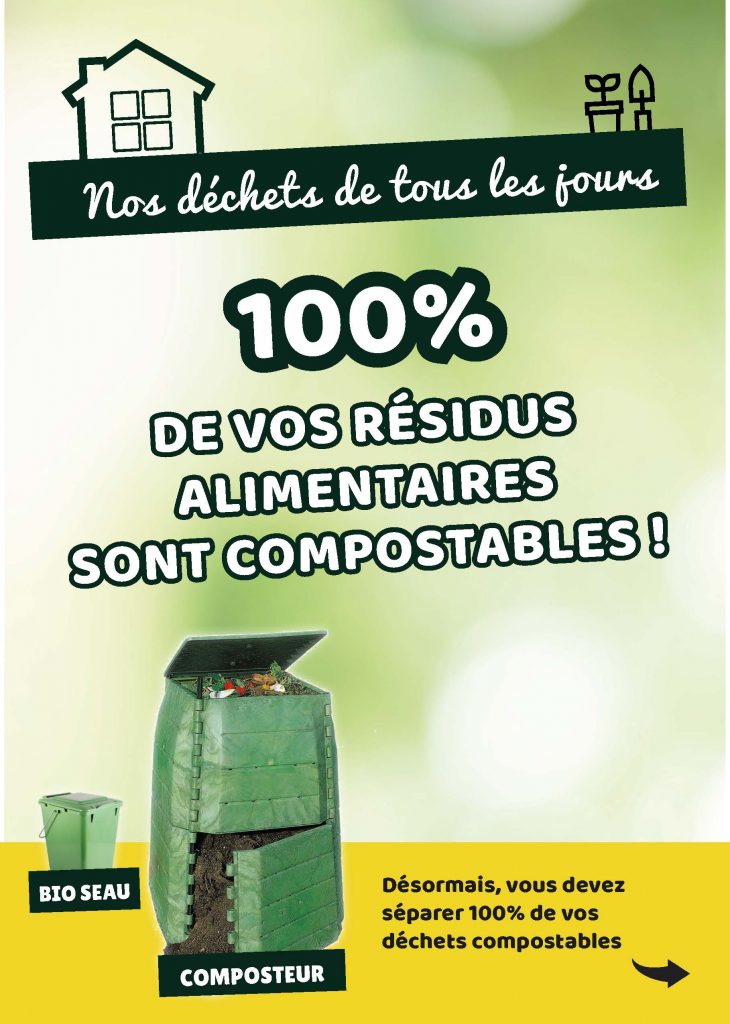 Nos déchets de tous les jours
100%
DE VOS RÉSIDUS
ALIMENTAIRES
SONT COMPOSTABLES !
BIO SEAU
COMPOSTEUR
Désormais, vous devez
séparer 100% de vos
déchets compostables